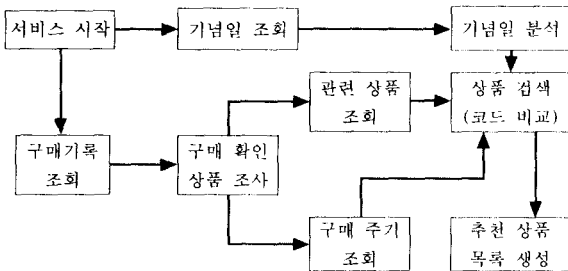 서비스 시작
기념일 조회
기념일 분석
관련 상품
조회
상품 검색
(코드 비교)
구매기록
조회
구매 확인
상품 조사
구매 주기
조회
추천 상품
목록 생성